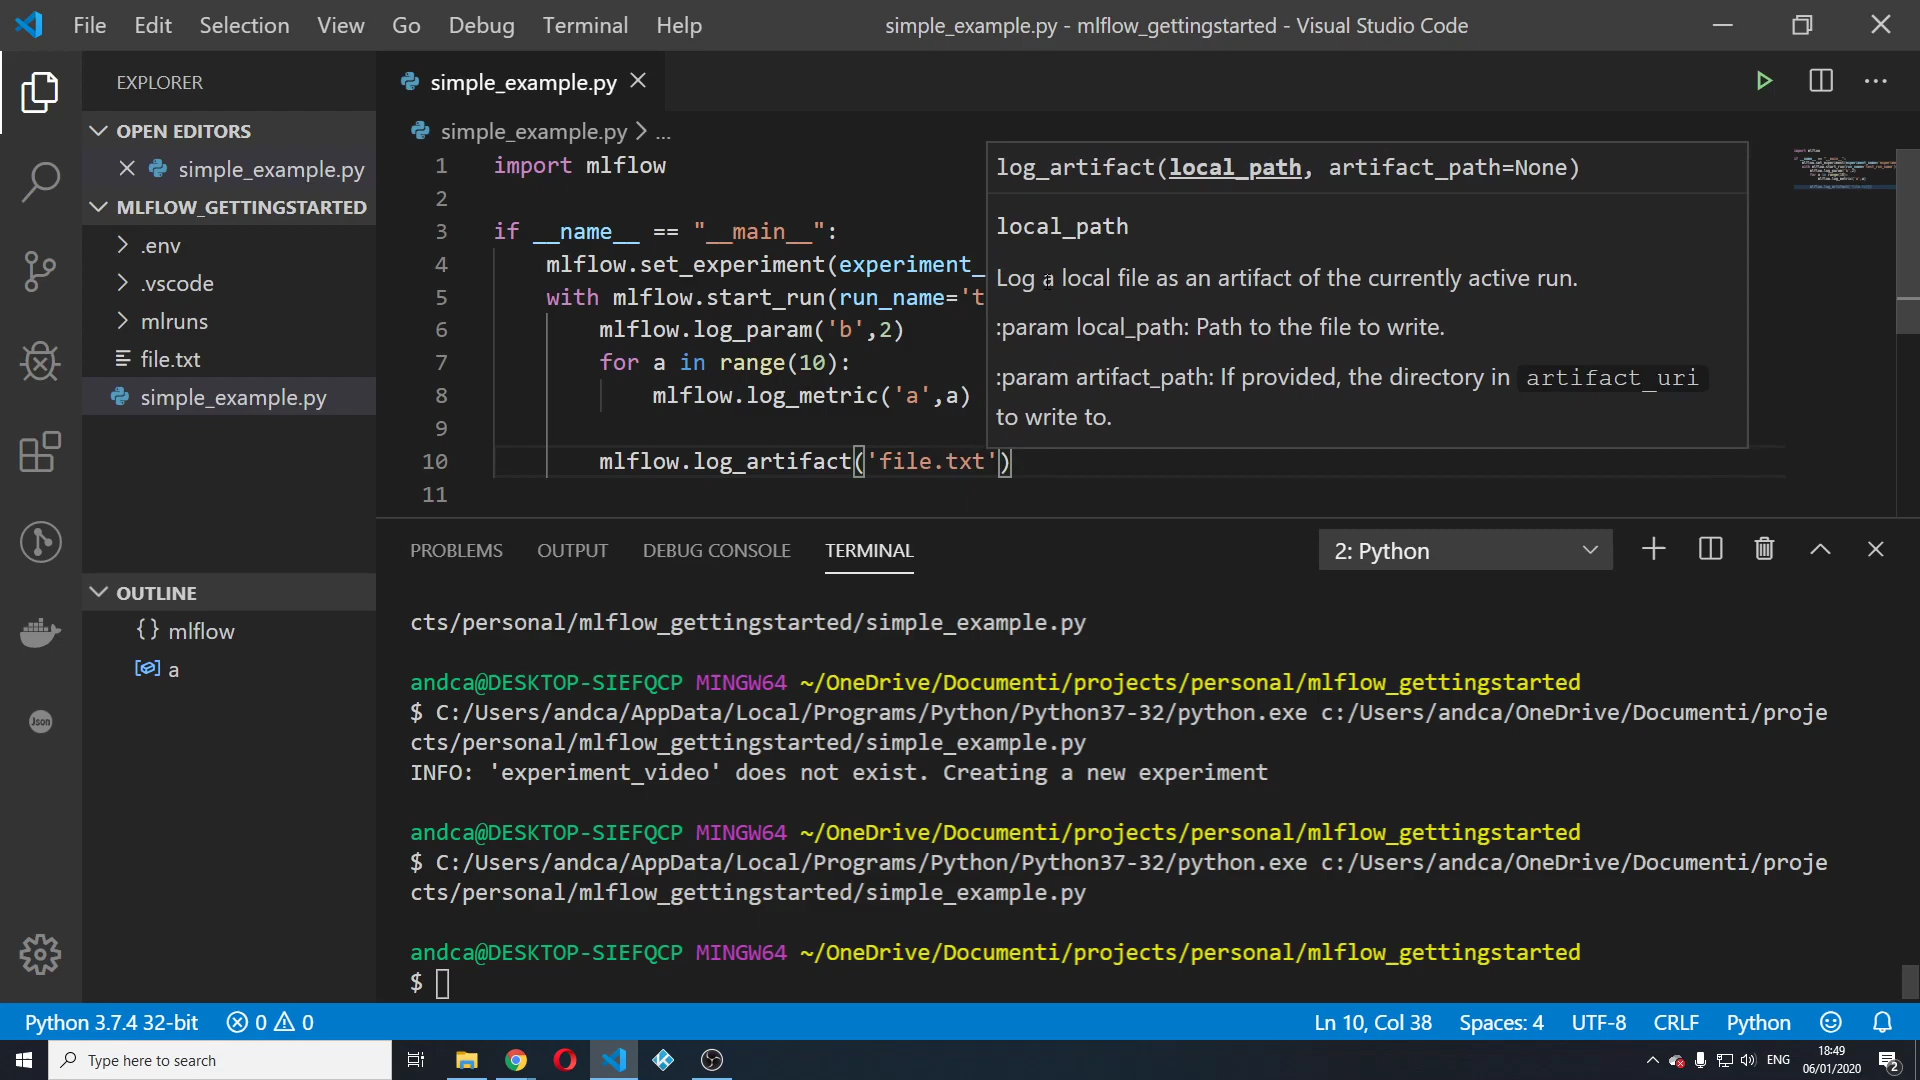 File Edit Selection View Go Debug Terminal Help
simple_example.py - mlflow_gettingstarted - Visual Studio Code
EXPLORER
OPEN EDITORS
simple_example.py
MLFLOW_GETTINGSTARTED
.env
.vscode
mlruns
file.txt
simple_example.py
OUTLINE
{} mlflow
a
Json
simple_example.py
simple_example.py > ...
1 import mlflow
2
3 if __name__ == "__main__":
4 mlflow.set_experiment(experiment_
5 with mlflow.start_run(run_name='t
6 mlflow.log_param('b',2)
7 for a in range(10):
8 mlflow.log_metric('a',a)
9
10 mlflow.log_artifact('file.txt')
11
log_artifact(local_path, artifact_path=None)
local_path
Log a local file as an artifact of the currently active run.
:param local_path: Path to the file to write.
:param artifact_path: If provided, the directory in artifact_uri
to write to.
PROBLEMS OUTPUT DEBUG CONSOLE TERMINAL
2: Python
cts/personal/mlflow_gettingstarted/simple_example.py
andca@DESKTOP-SIEFQCP MINGW64 ~/OneDrive/Documenti/projects/personal/mlflow_gettingstarted
$ C:/Users/andca/AppData/Local/Programs/Python/Python37-32/python.exe c:/Users/andca/OneDrive/Documenti/proje
cts/personal/mlflow_gettingstarted/simple_example.py
INFO: 'experiment_video' does not exist. Creating a new experiment
andca@DESKTOP-SIEFQCP MINGW64 ~/OneDrive/Documenti/projects/personal/mlflow_gettingstarted
$ C:/Users/andca/AppData/Local/Programs/Python/Python37-32/python.exe c:/Users/andca/OneDrive/Documenti/proje
cts/personal/mlflow_gettingstarted/simple_example.py
andca@DESKTOP-SIEFQCP MINGW64 ~/OneDrive/Documenti/projects/personal/mlflow_gettingstarted
$
Python 3.7.4 32-bit 0 0
Ln 10, Col 38 Spaces: 4 UTF-8 CRLF Python
Type here to search
ENG
18:49
06/01/2020
2